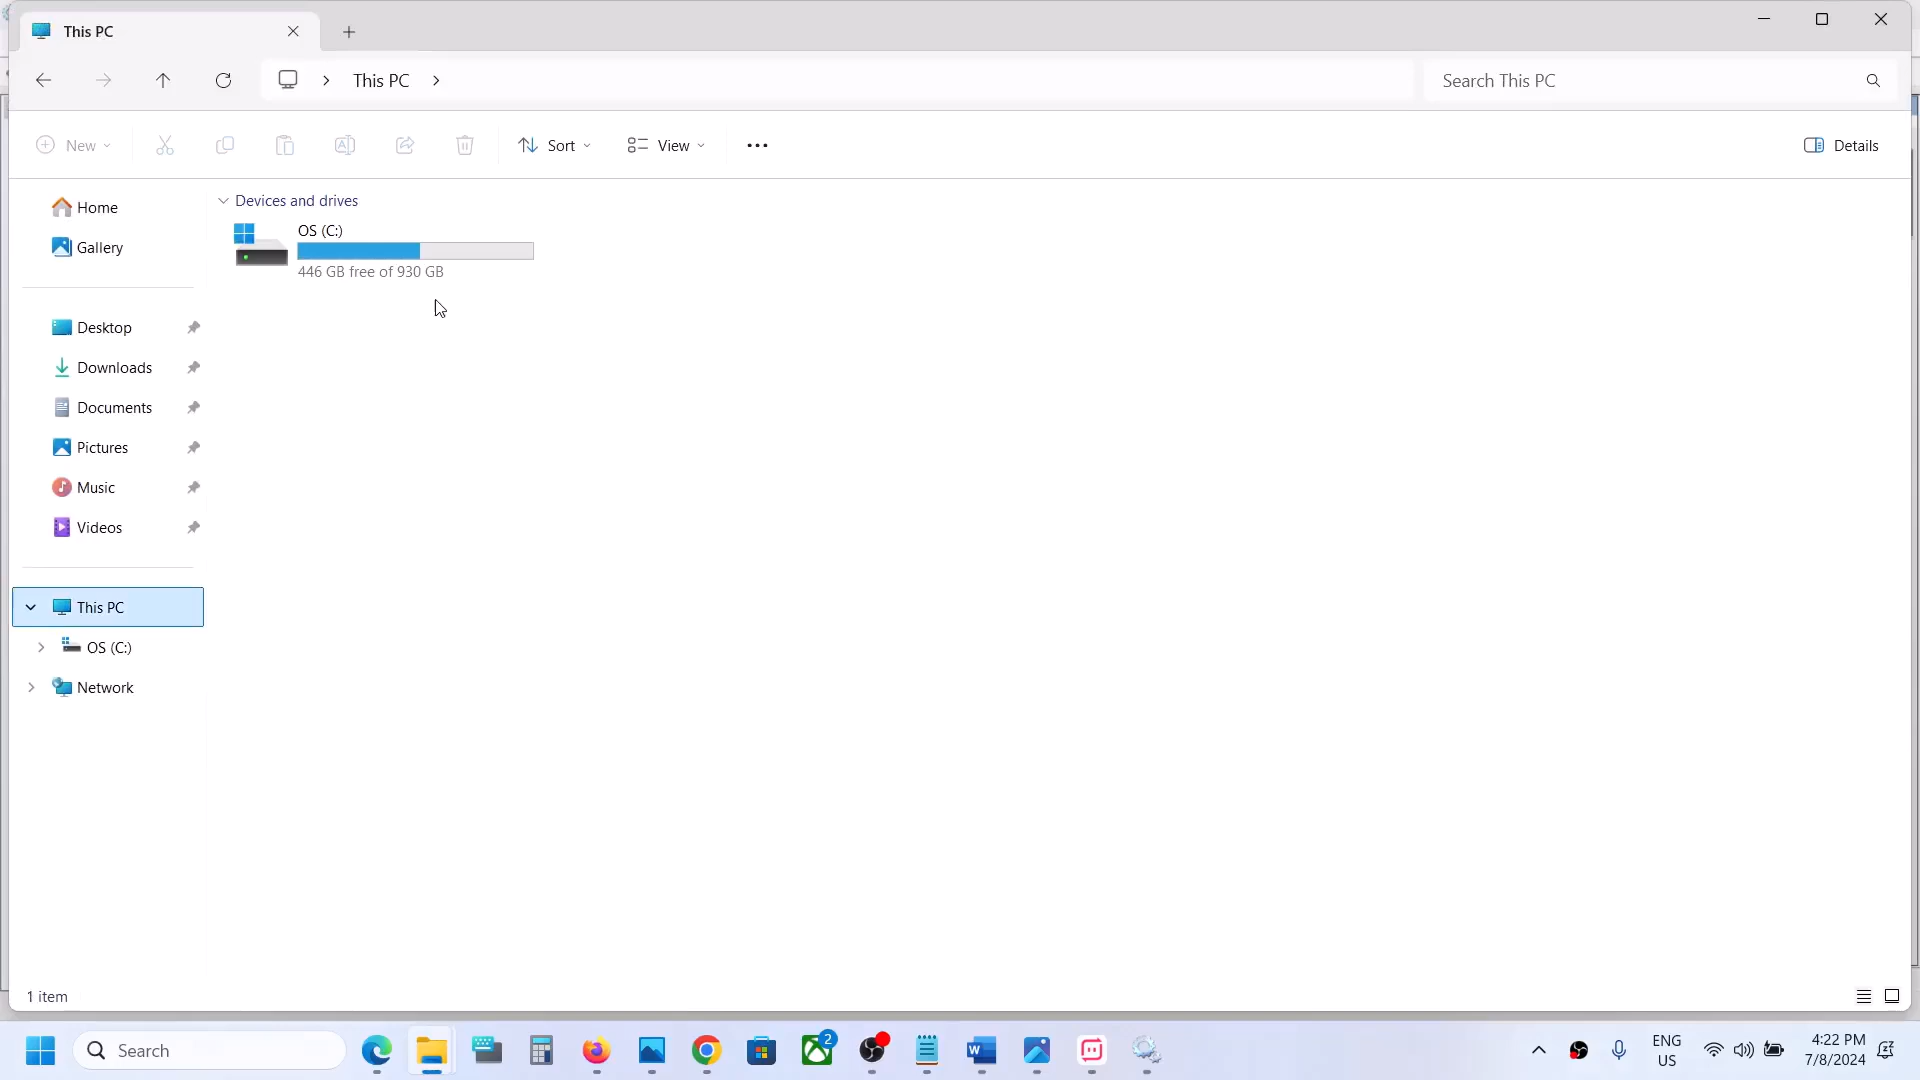 This PC
This PC
Search This PC
New
Sort
View
Details
Home
Gallery
Desktop
Downloads
Documents
Pictures
Music
Videos
This PC
OS (C:)
Network
Devices and drives
OS (C:)
446 GB free of 930 GB
1 item
Search
2
ENG
US
4:22 PM
7/8/2024